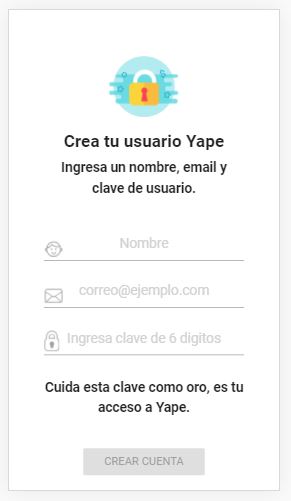 Crea tu usuario Yape
Ingresa un nombre, email y
clave de usuario.
Nombre
correo@ejemplo.com
Ingresa clave de 6 digitos
Cuida esta clave como oro, es tu
acceso a Yape.
CREAR CUENTA